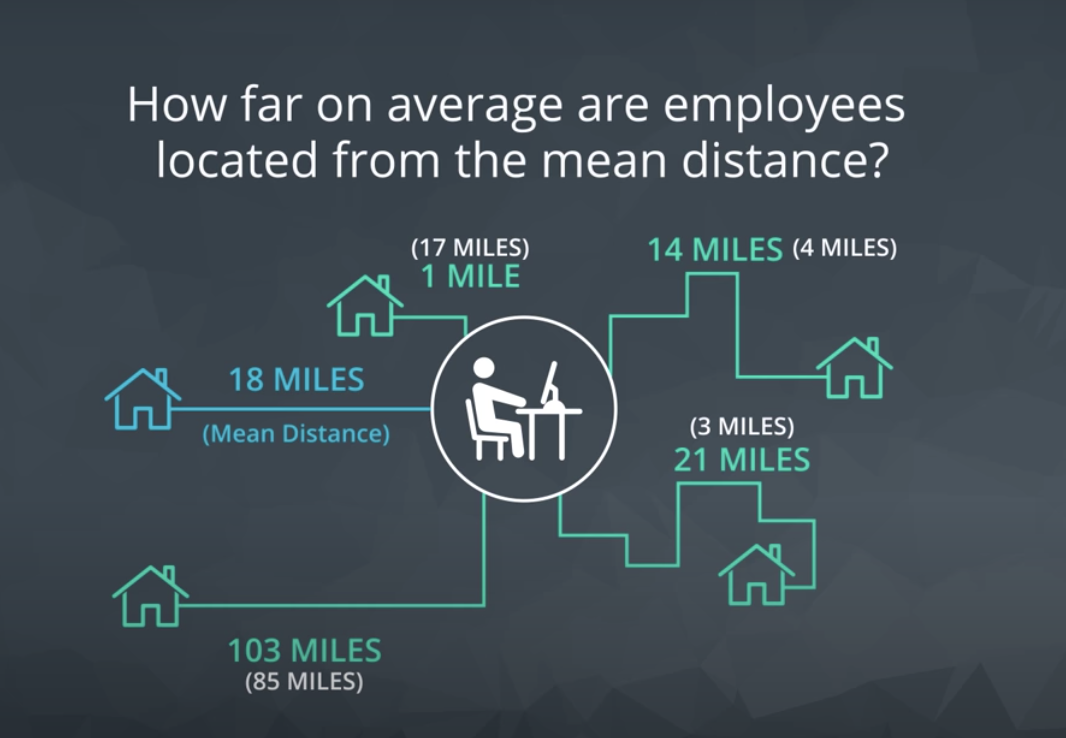 How far on average are employees
located from the mean distance?
(17 MILES)
1 MILE
14 MILES (4 MILES)
18 MILES
(Mean Distance)
(3 MILES)
21 MILES
103 MILES
(85 MILES)